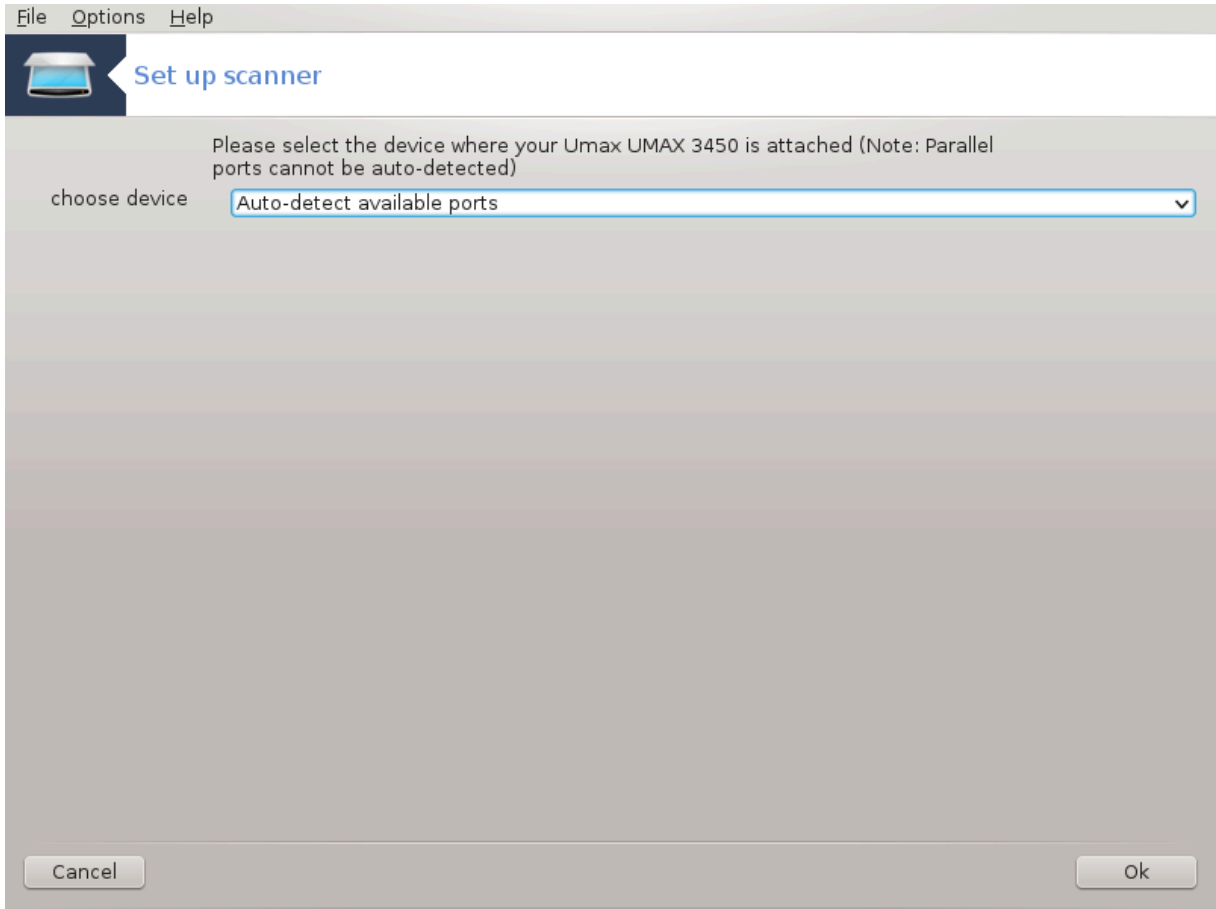 File Options Help
Set up scanner
Please select the device where your Umax UMAX 3450 is attached (Note: Parallel
ports cannot be auto-detected)
choose device
Auto-detect available ports
Cancel
Ok